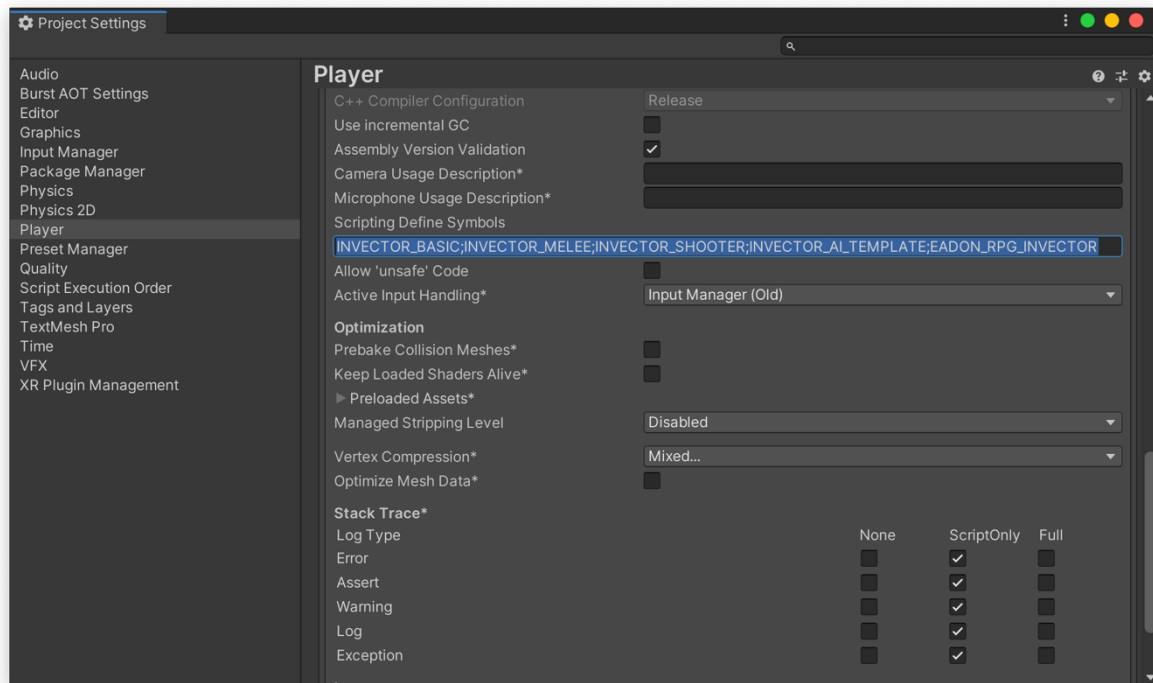 Project Settings
Audio
Burst AOT Settings
Editor
Graphics
Input Manager
Package Manager
Physics
Physics 2D
Player
Preset Manager
Quality
Script Execution Order
Tags and Layers
TextMesh Pro
Time
VFX
XR Plugin Management
Player
C++ Compiler Configuration Release
Use incremental GC
Assembly Version Validation
Camera Usage Description*
Microphone Usage Description*
Scripting Define Symbols
INVECTOR_BASIC;INVECTOR_MELEE;INVECTOR_SHOOTER;INVECTOR_AI_TEMPLATE;EADON_RPG_INVECTOR
Allow 'unsafe' Code
Active Input Handling* Input Manager (Old)
Optimization
Prebake Collision Meshes*
Keep Loaded Shaders Alive*
Preloaded Assets*
Managed Stripping Level Disabled
Vertex Compression* Mixed...
Optimize Mesh Data*
Stack Trace*
Log Type None ScriptOnly Full
Error
Assert
Warning
Log
Exception